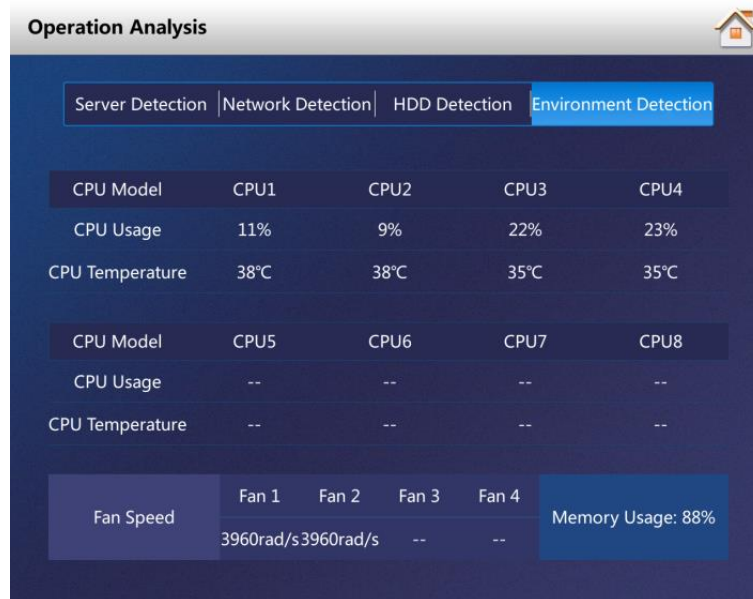 Operation Analysis
Server Detection Network Detection HDD Detection Environment Detection
CPU Model CPU1 CPU2 CPU3 CPU4
CPU Usage 11% 9% 22% 23%
CPU Temperature 38℃ 38℃ 35℃ 35℃
CPU Model CPU5 CPU6 CPU7 CPU8
CPU Usage -- -- -- --
CPU Temperature -- -- -- --
Fan Speed Fan 1 Fan 2 Fan 3 Fan 4 Memory Usage: 88%
3960rad/s 3960rad/s -- --